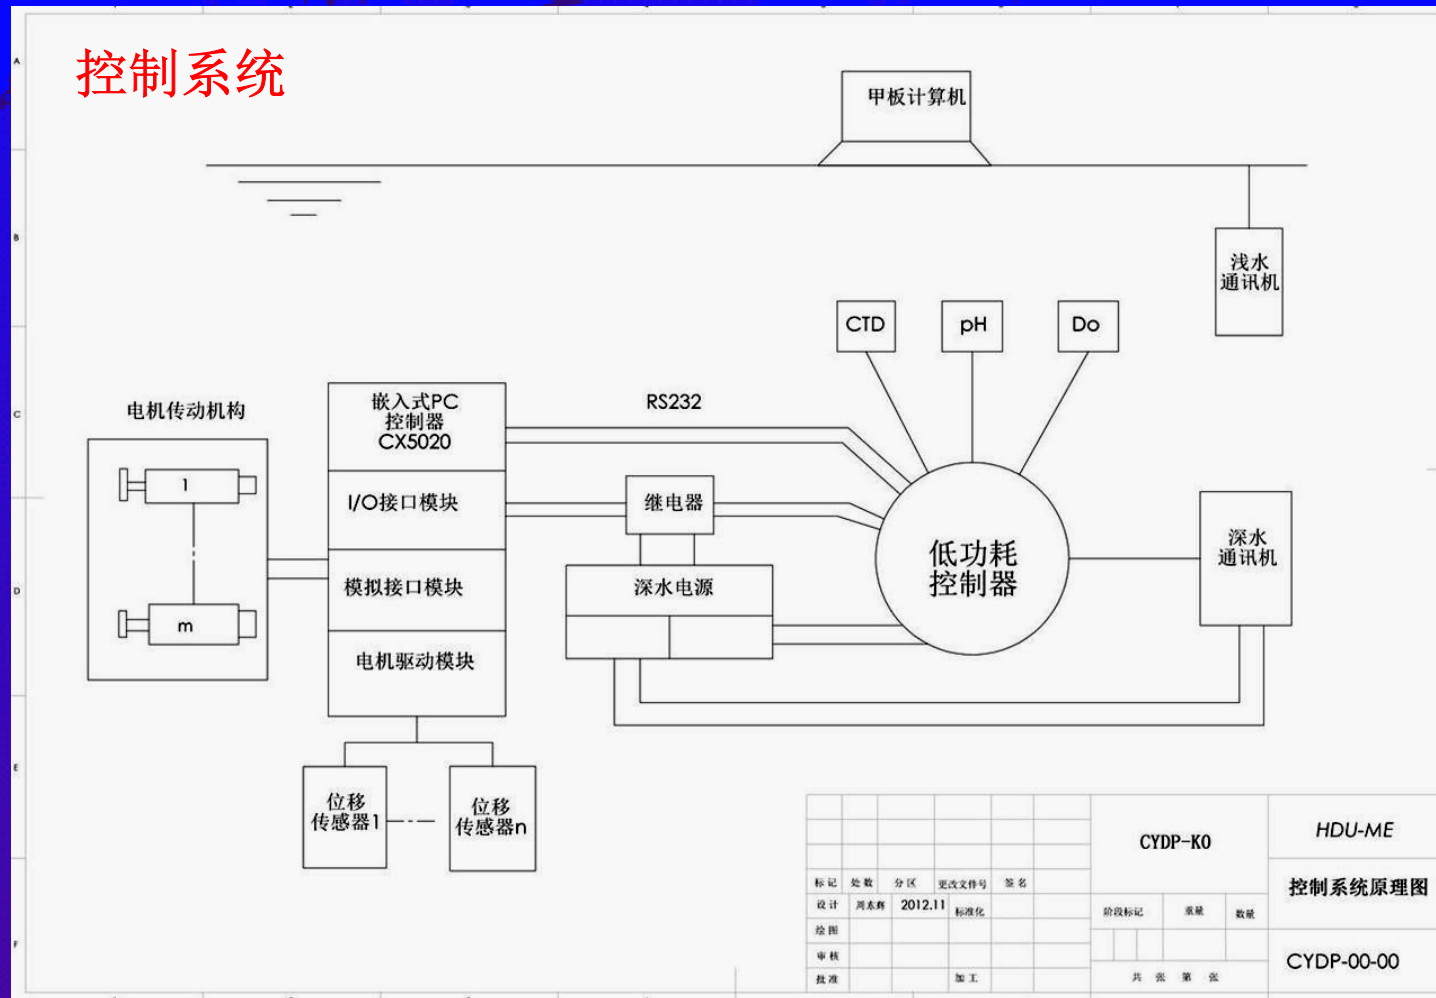 控制系统
甲板计算机
浅水
通讯机
CTD
pH
Do
电机传动机构
嵌入式PC
控制器
CX5020
RS232
1
I/O接口模块
继电器
低功耗
控制器
深水
通讯机
模拟接口模块
深水电源
m
电机驱动模块
位移
传感器1
位移
传感器n
CYDP-K0
HDU-ME
标记 处数 分区 更改文件号 签名
控制系统原理图
设计 2012.11 标准化
阶段标记 重量 数量
绘图
审核
CYDP-00-00
批准 加工
共 张 第 张
A
B
C
D
E
F